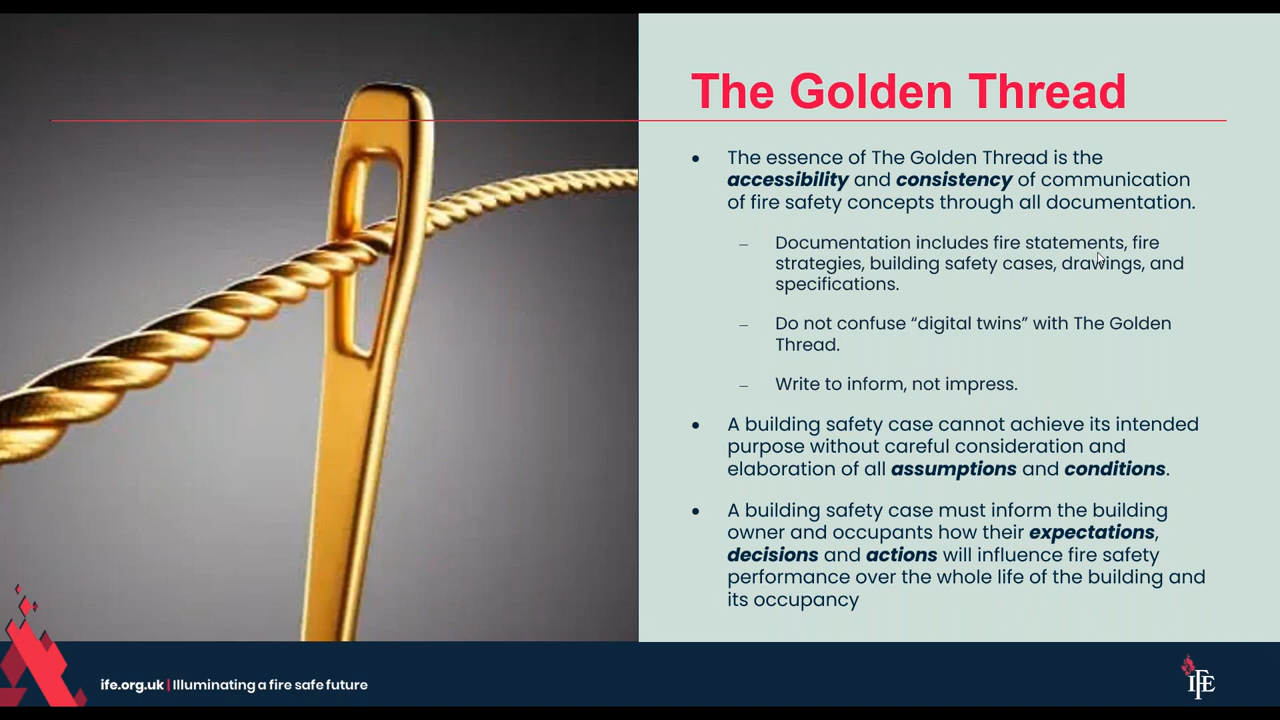 The Golden Thread
• The essence of The Golden Thread is the
accessibility and consistency of communication
of fire safety concepts through all documentation.
– Documentation includes fire statements, fire
strategies, building safety cases, drawings, and
specifications.
– Do not confuse “digital twins” with The Golden
Thread.
– Write to inform, not impress.
• A building safety case cannot achieve its intended
purpose without careful consideration and
elaboration of all assumptions and conditions.
• A building safety case must inform the building
owner and occupants how their expectations,
decisions and actions will influence fire safety
performance over the whole life of the building and
its occupancy
ife.org.uk | Illuminating a fire safe future
IFE